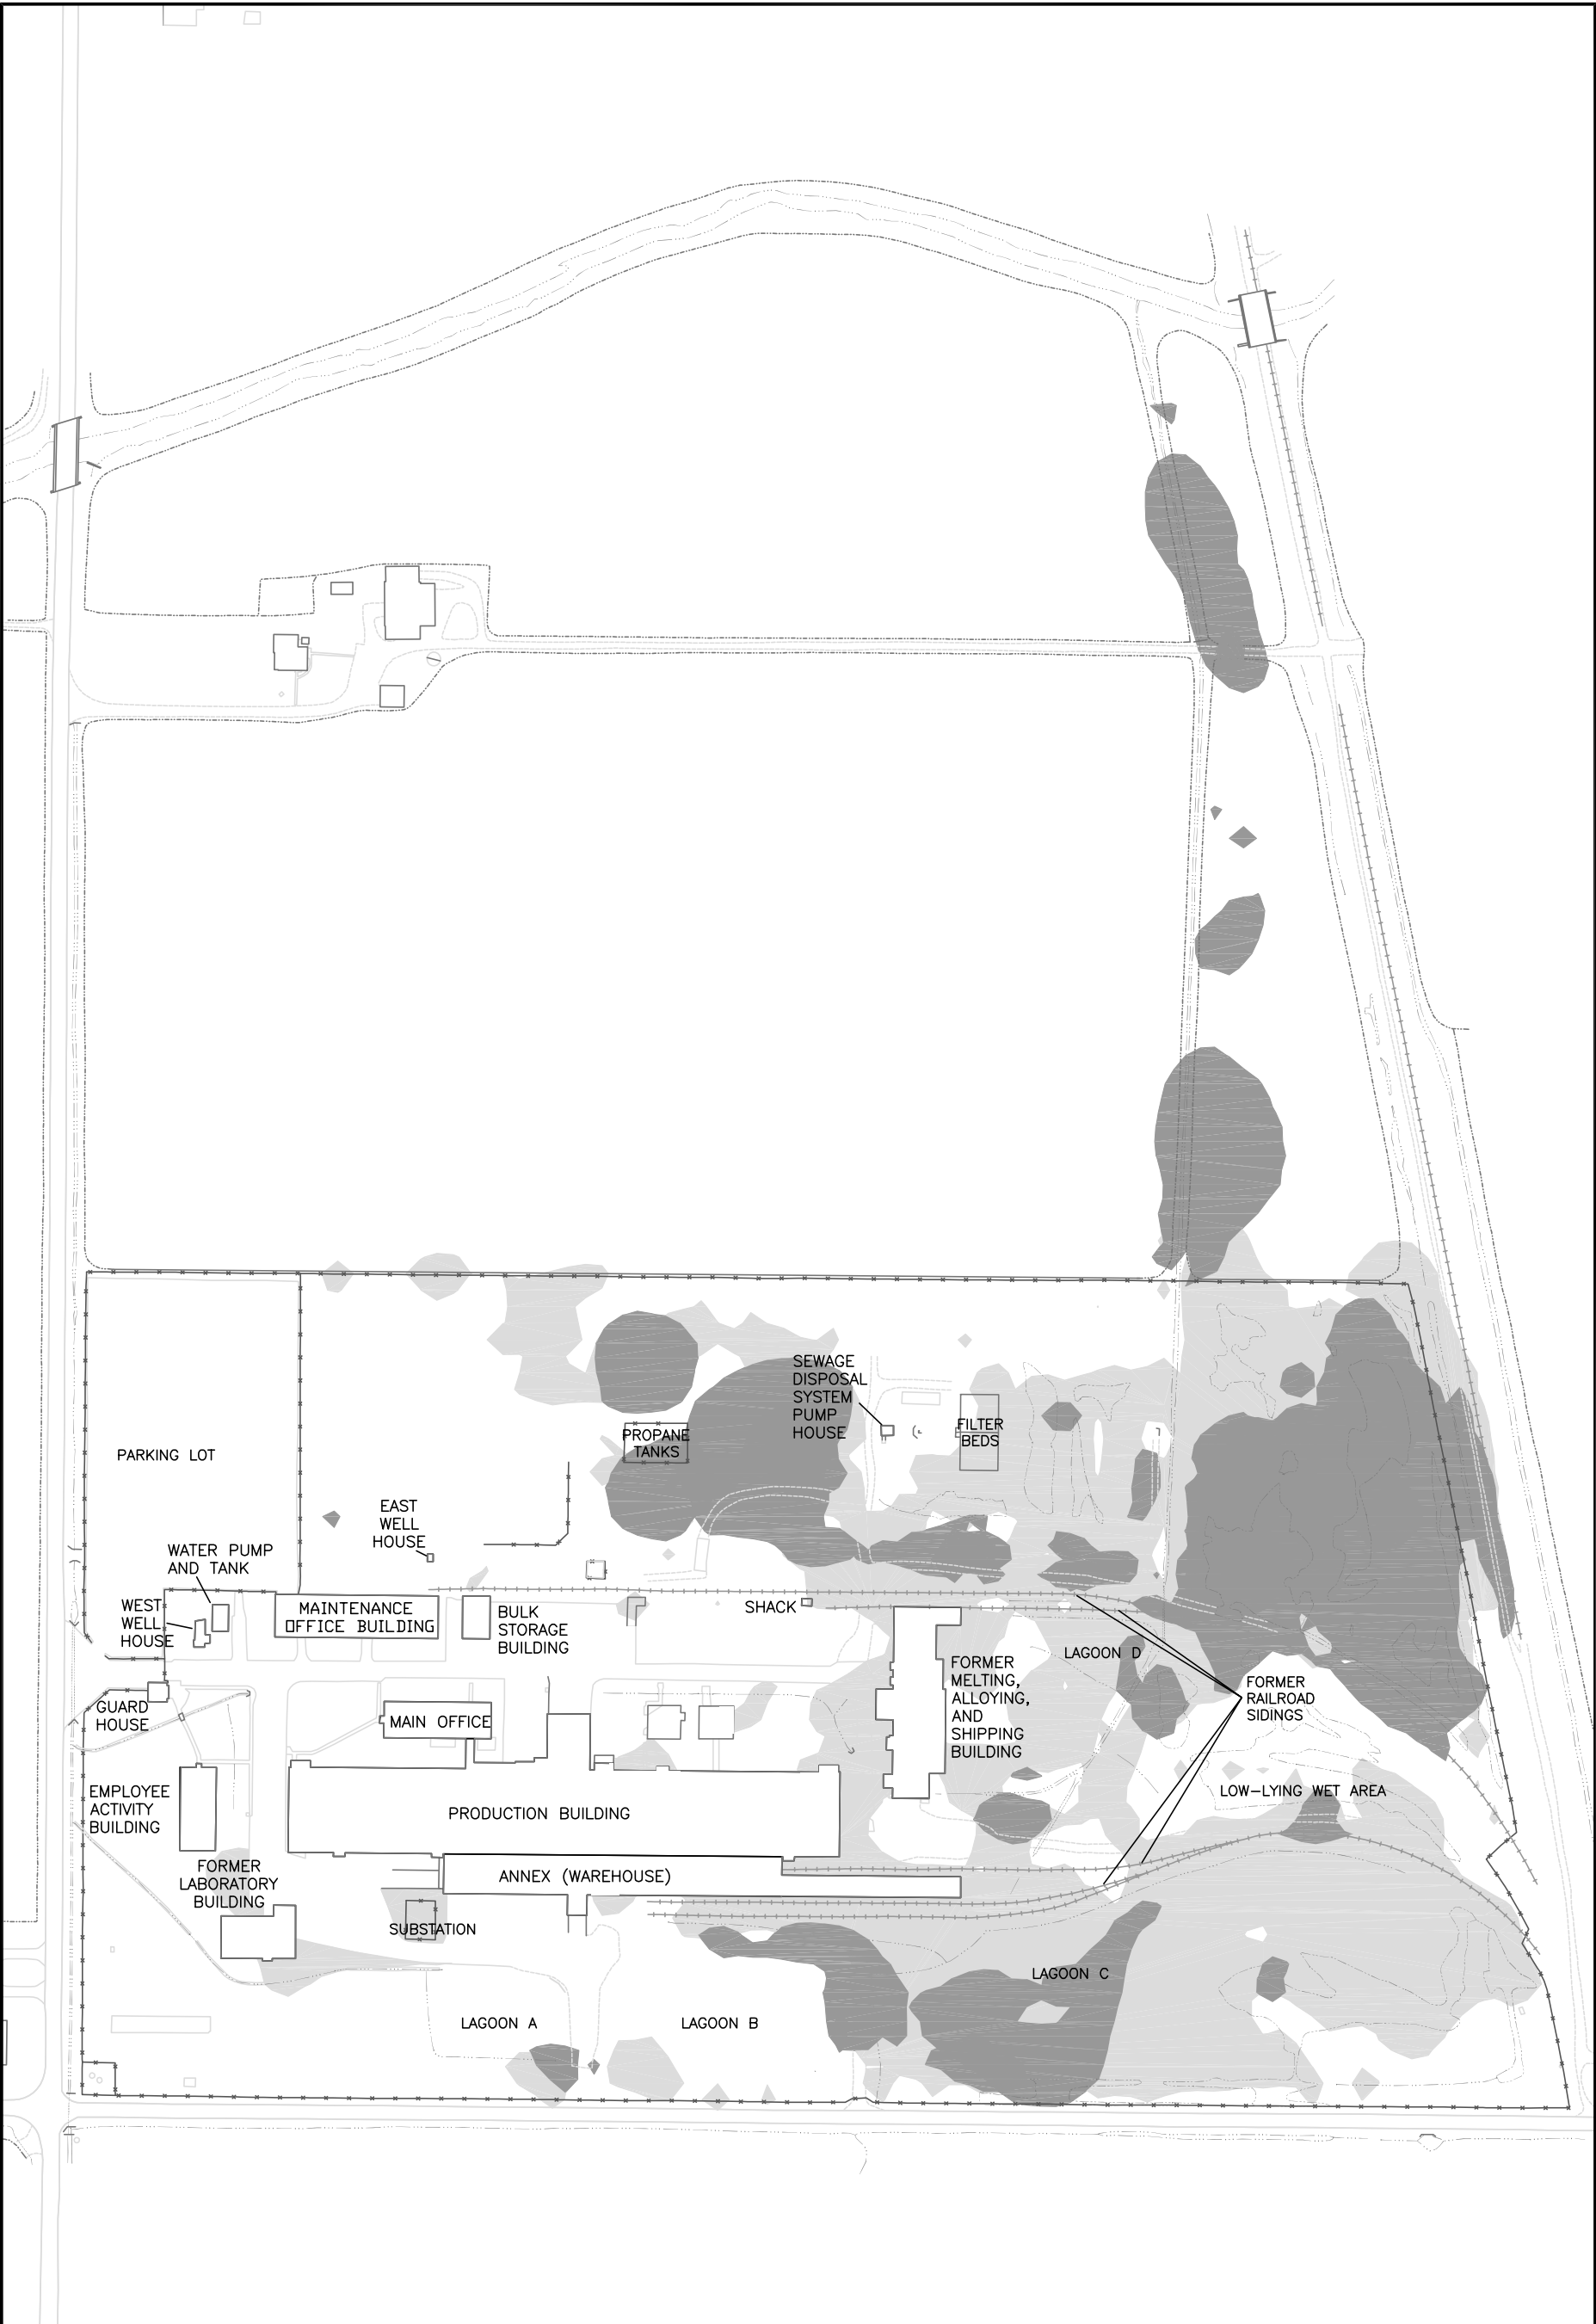 SEWAGE
DISPOSAL
SYSTEM
PUMP
HOUSE
FILTER
BEDS
PROPANE
TANKS
PARKING LOT
EAST
WELL
HOUSE
WATER PUMP
AND TANK
WEST
WELL
HOUSE
MAINTENANCE
OFFICE BUILDING
BULK
STORAGE
BUILDING
SHACK
LAGOON D
FORMER
MELTING,
ALLOYING,
AND
SHIPPING
BUILDING
FORMER
RAILROAD
SIDINGS
GUARD
HOUSE
MAIN OFFICE
EMPLOYEE
ACTIVITY
BUILDING
PRODUCTION BUILDING
LOW-LYING WET AREA
FORMER
LABORATORY
BUILDING
ANNEX (WAREHOUSE)
SUBSTATION
LAGOON C
LAGOON A
LAGOON B